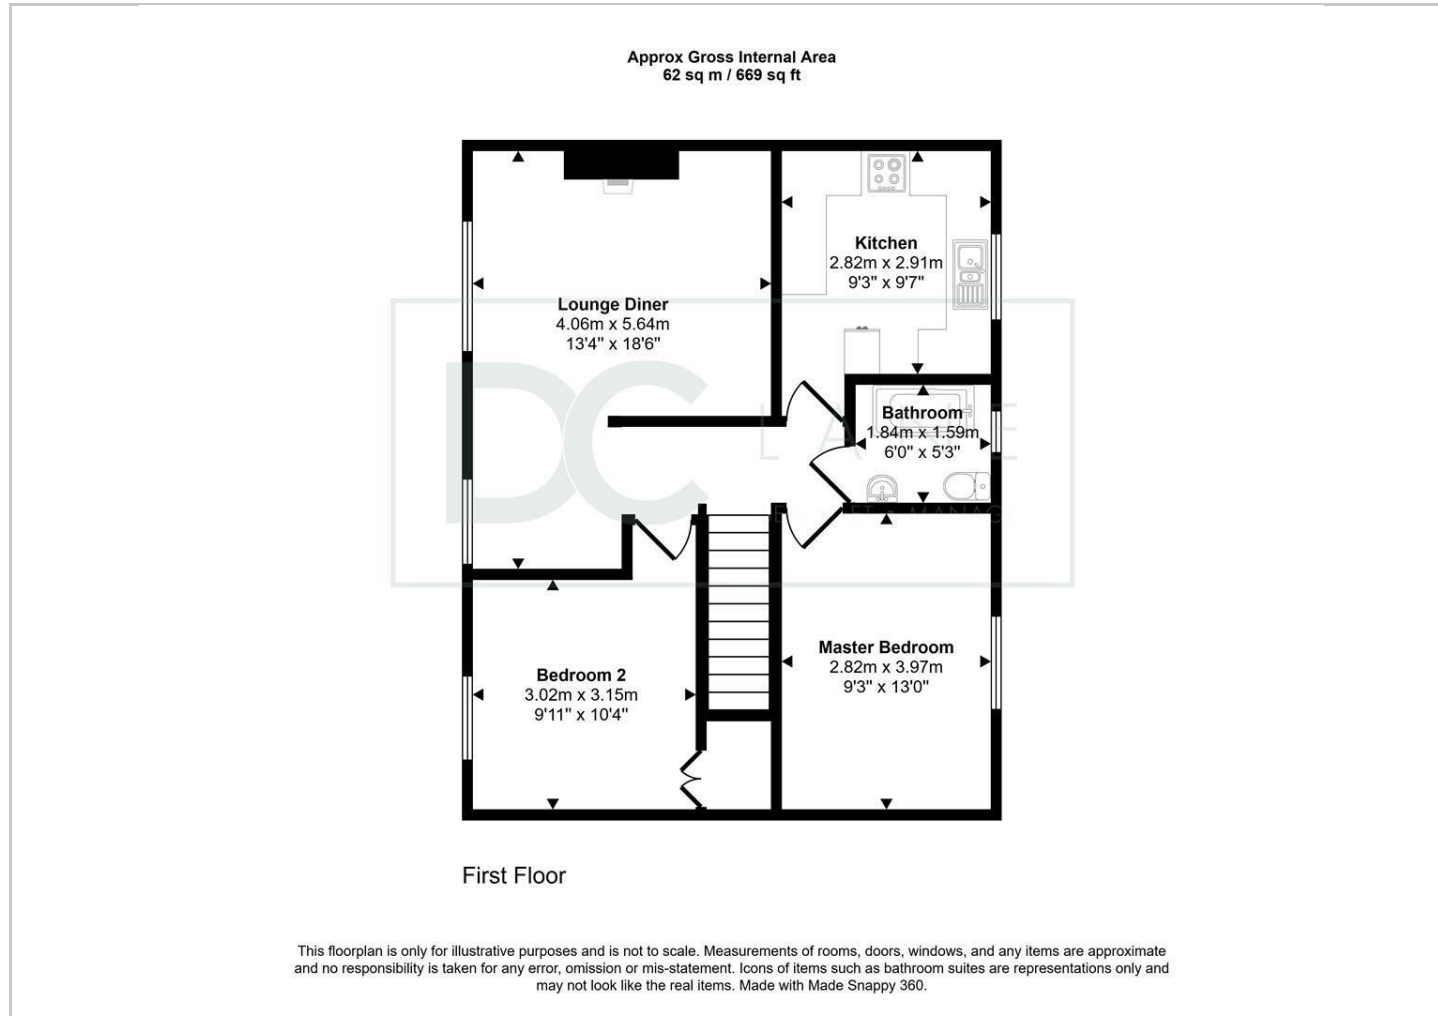 Approx Gross Internal Area
62 sq m / 669 sq ft
Kitchen
2.82m x 2.91m
9'3" x 9'7"
Lounge Diner
4.06m x 5.64m
13'4" x 18'6"
DC
LANE
Bathroom
1.84m x 1.59m
6'0" x 5'3"
MANAGE
Master Bedroom
2.82m x 3.97m
9'3" x 13'0"
Bedroom 2
3.02m x 3.15m
9'11" x 10'4"
First Floor
This floorplan is only for illustrative purposes and is not to scale. Measurements of rooms, doors, windows, and any items are approximate
and no responsibility is taken for any error, omission or mis-statement. Icons of items such as bathroom suites are representations only and
may not look like the real items. Made with Made Snappy 360.